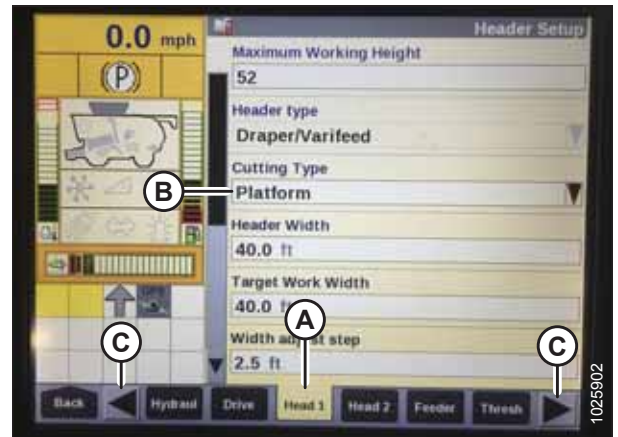 0.0 mph
(P)
Header Setup
Maximum Working Height
52
Header type
Draper/Varifeed
Cutting Type
B
Platform
Header Width
40.0 ft
Target Work Width
40.0 ft
A
Width adjust step
C
C
2.5 ft
Back
Hydraul
Drive
Head 1
Head 2
Feeder
Thresh
1025902